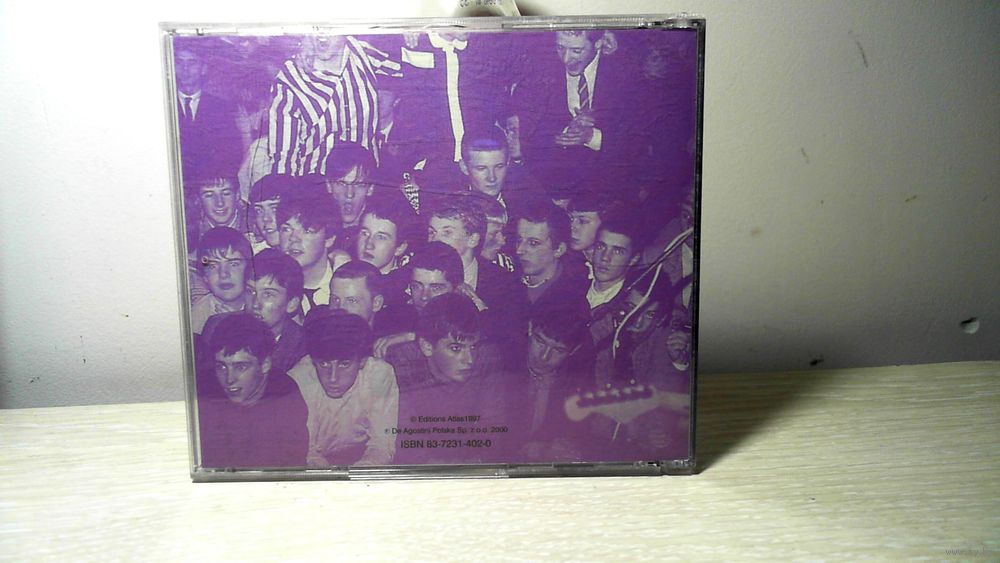 © Editions Atlas1997
℗ De Agostini Polska Sp. z o.o. 2000
ISBN 83-7231-402-0